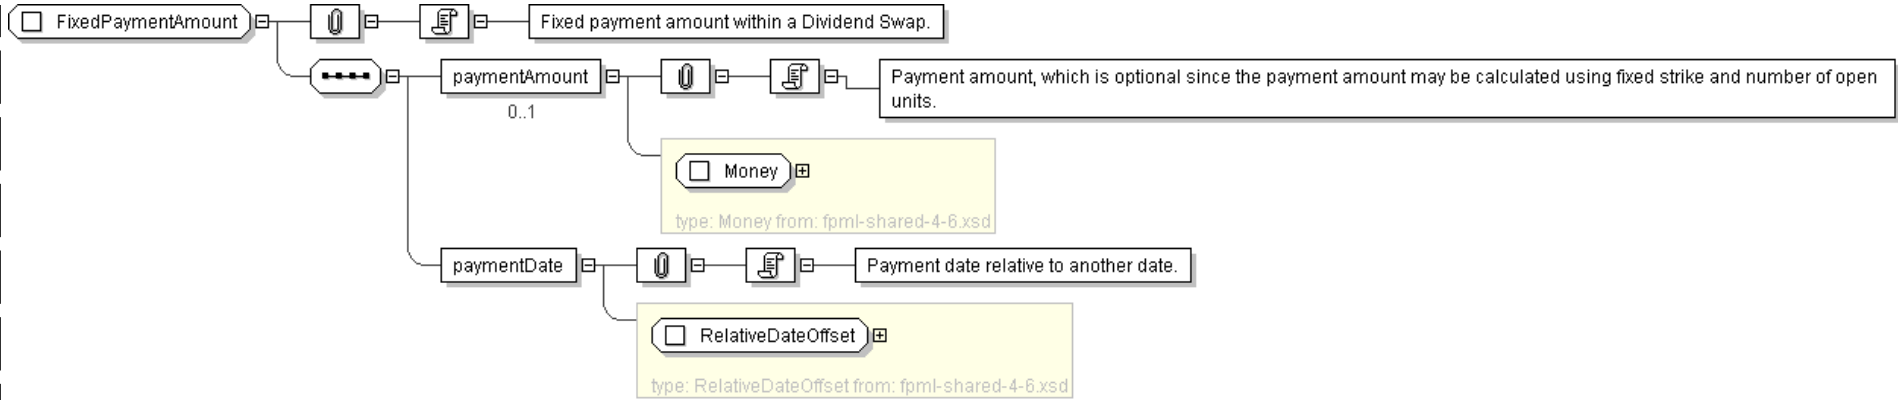 FixedPaymentAmount
Fixed payment amount within a Dividend Swap.
paymentAmount
0..1
Payment amount, which is optional since the payment amount may be calculated using fixed strike and number of open
units.
Money
type: Money from: fpml-shared-4-6.xsd
paymentDate
Payment date relative to another date.
RelativeDateOffset
type: RelativeDateOffset from: fpml-shared-4-6.xsd